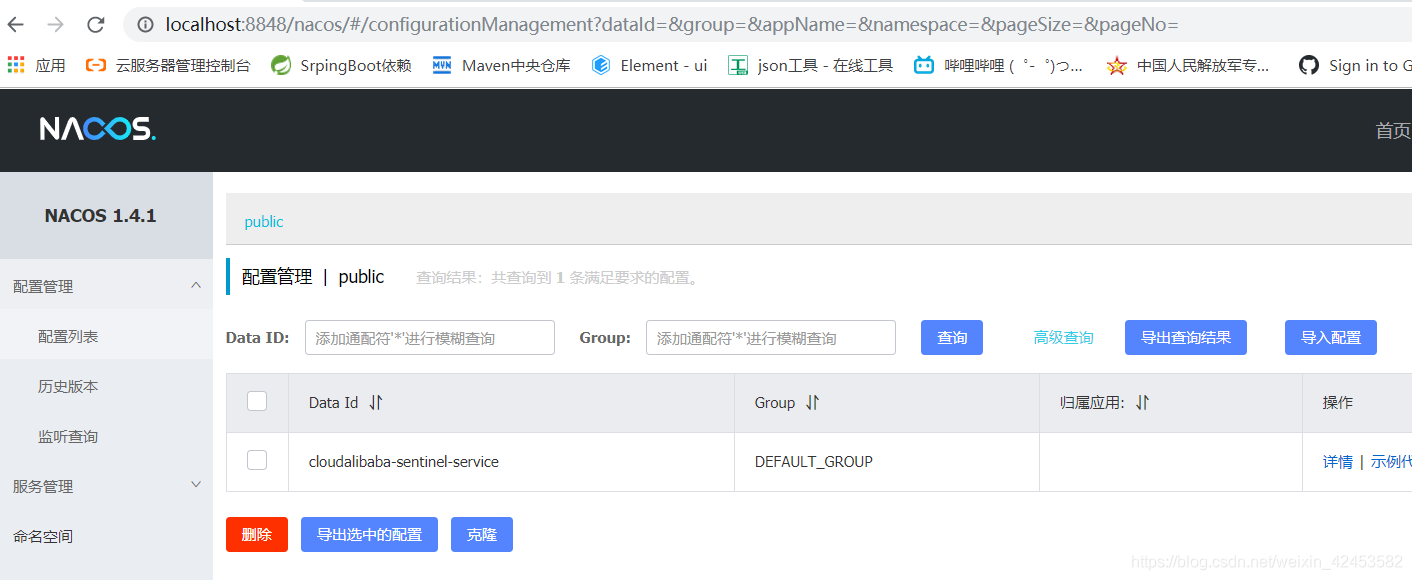 localhost:8848/nacos/#/configurationManagement?dataId=&group=&appName=&namespace=&pageSize=&pageNo=
应用 云服务器管理控制台 SrpingBoot依赖 MVN Maven中央仓库 Element - ui 工 json工具 - 在线工具 哔哩哔哩 (゜-゜)つ... 中国人民解放军专... Sign in to G
NACOS. 首页
NACOS 1.4.1
public
配置管理
配置列表
历史版本
监听查询
服务管理
命名空间
配置管理 | public 查询结果：共查询到 1 条满足要求的配置。
Data ID: 添加通配符'*'进行模糊查询 Group: 添加通配符'*'进行模糊查询 查询 高级查询 导出查询结果 导入配置
Data Id Group 归属应用: 操作
cloudalibaba-sentinel-service DEFAULT_GROUP 详情 | 示例代
删除 导出选中的配置 克隆
https://blog.csdn.net/weixin_42453582